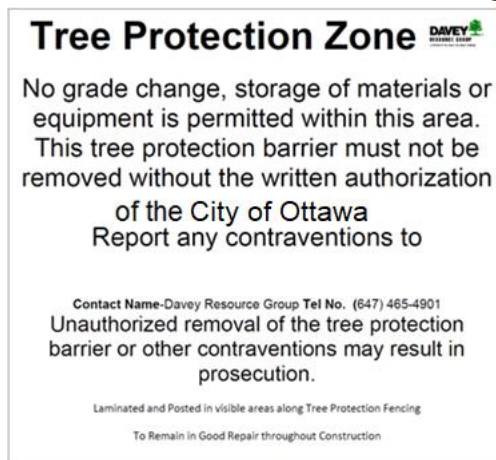 Tree Protection Zone DAVEY
RESOURCE GROUP
No grade change, storage of materials or
equipment is permitted within this area.
This tree protection barrier must not be
removed without the written authorization
of the City of Ottawa
Report any contraventions to
Contact Name-Davey Resource Group Tel No. (647) 465-4901
Unauthorized removal of the tree protection
barrier or other contraventions may result in
prosecution.
Laminated and Posted in visible areas along Tree Protection Fencing
To Remain in Good Repair throughout Construction